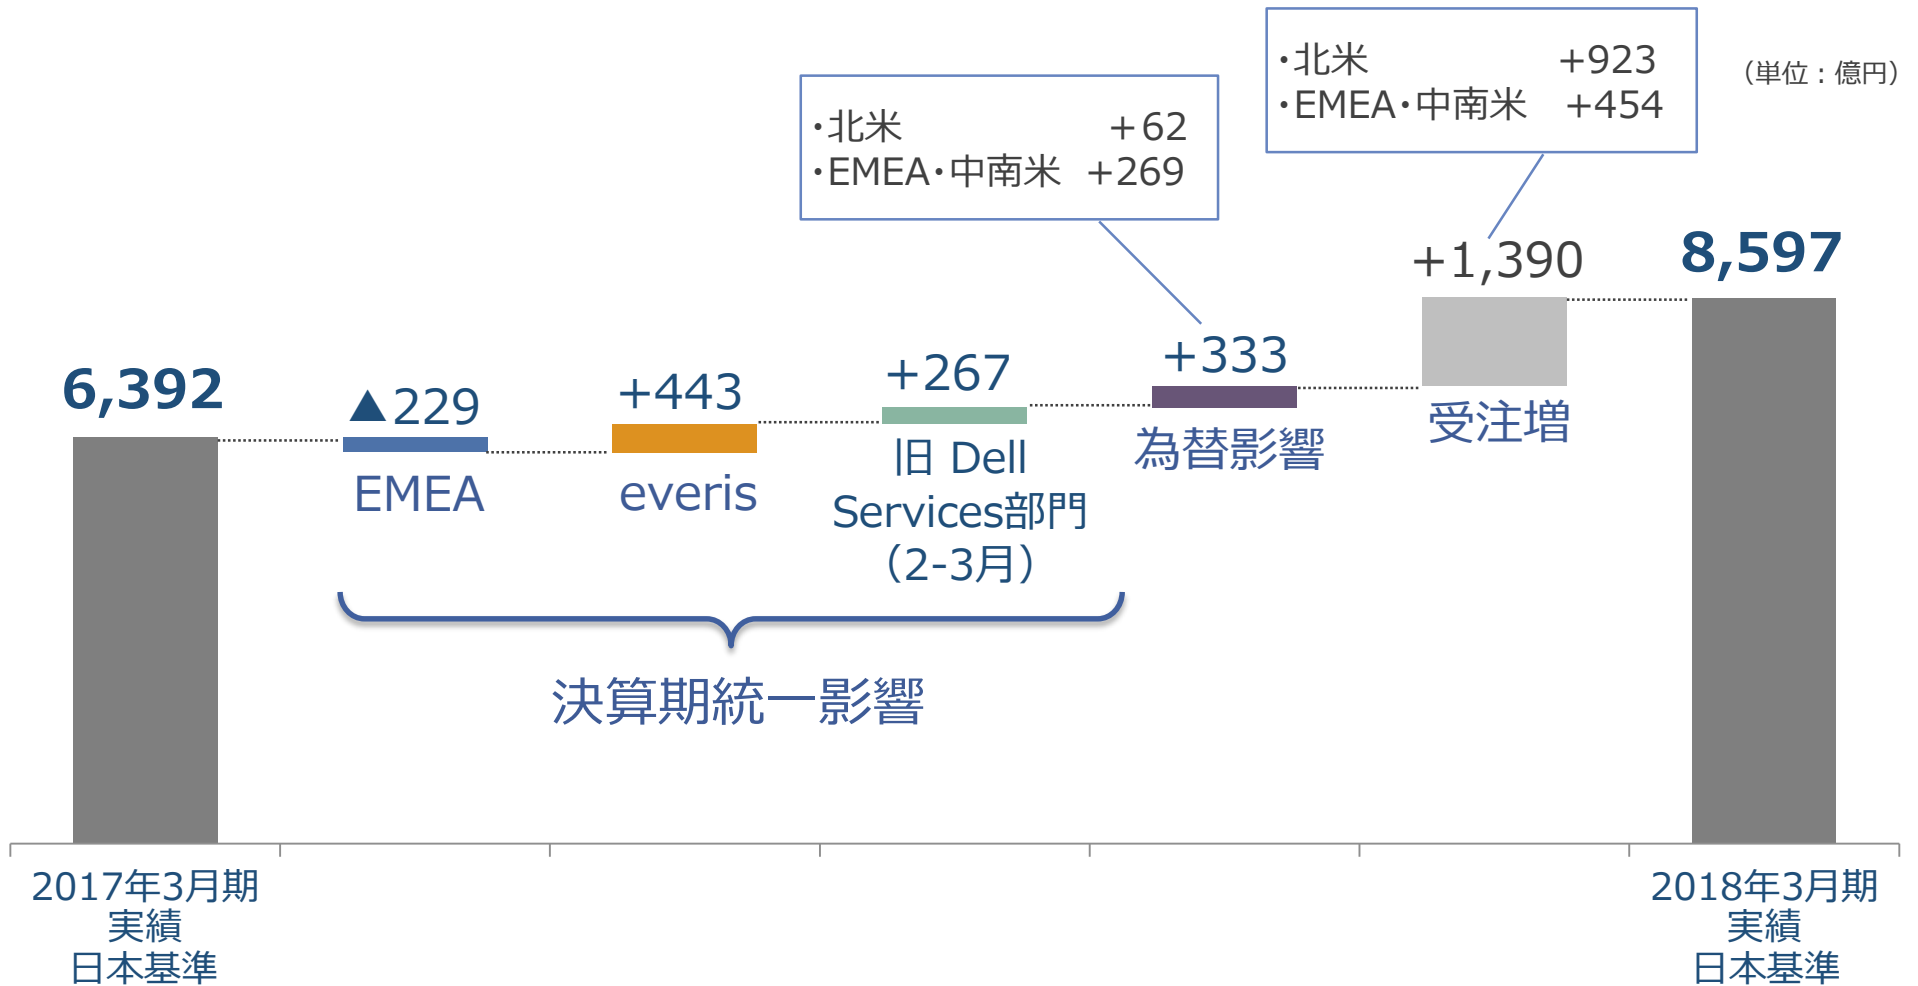 （単位：億円）
・北米 +923
・EMEA・中南米 +454
・北米 +62
・EMEA・中南米 +269
6,392
▲229
EMEA
+443
everis
+267
旧 Dell
Services部門
（2-3月）
+333
為替影響
+1,390
受注増
8,597
決算期統一影響
2017年3月期
実績
日本基準
2018年3月期
実績
日本基準